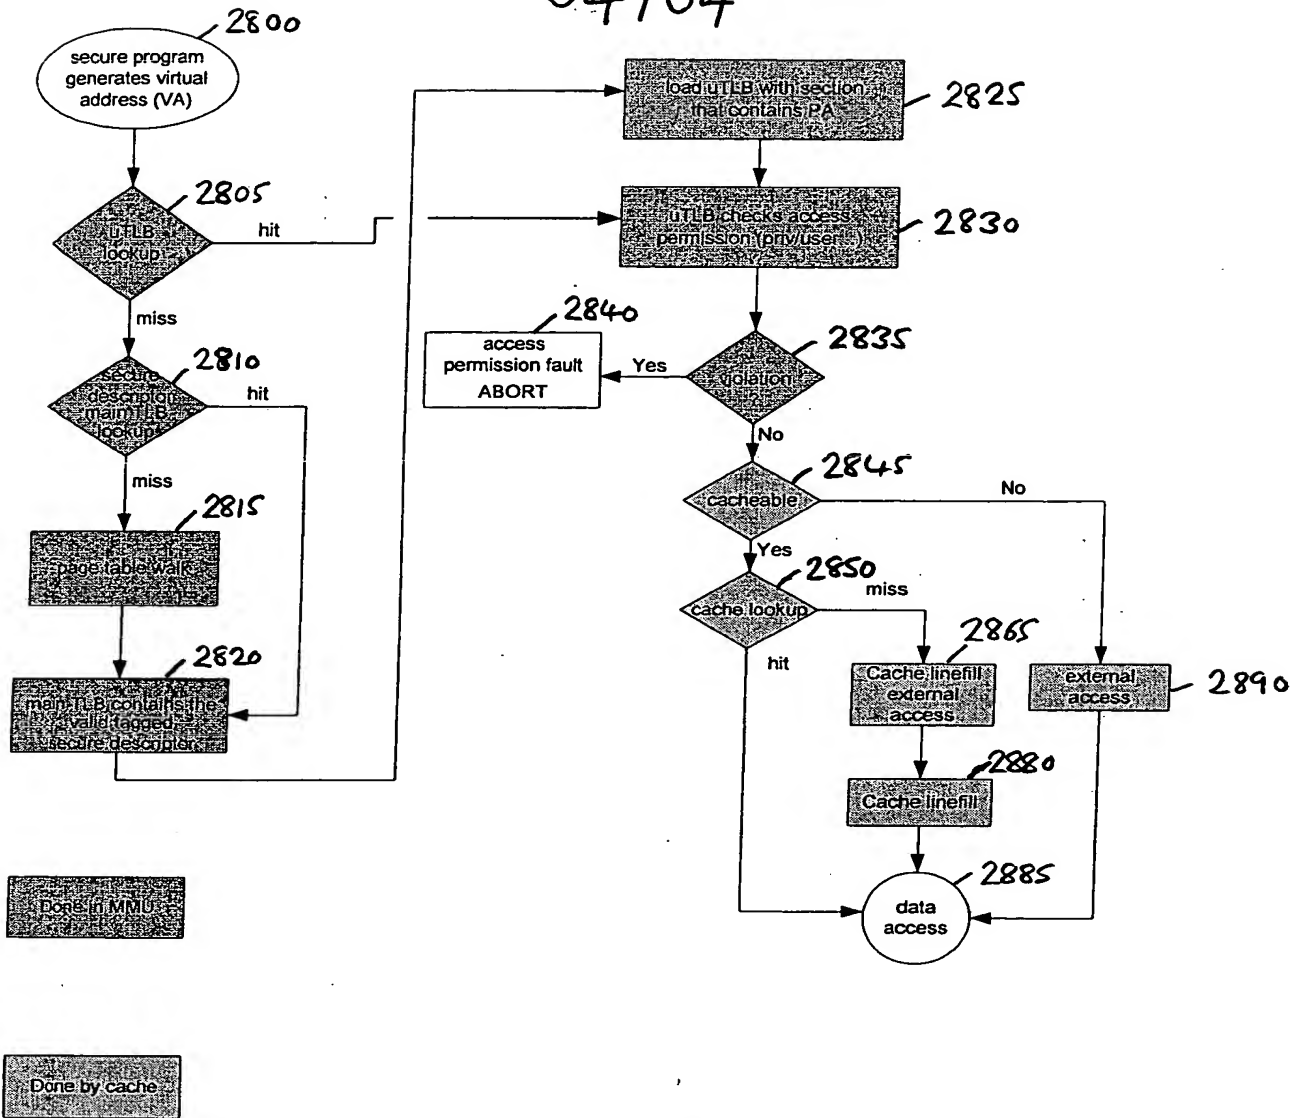 04/64
2800
secure program
generates virtual
address (VA)
2805
uTLB
lookup
hit
miss
2810
secure
descriptor
mainTLB
lookup
hit
miss
2815
page table walk
2820
main TLB contains the
valid tagged
secure descriptor
load uTLB with section
that contains PA
2825
uTLB checks access
permission (priv/user...)
2830
2840
access
permission fault
ABORT
Yes
2835
violation
No
2845
cacheable
No
Yes
2850
cache lookup
miss
hit
2865
Cache linefill
external
access
external
access
2890
2880
Cache linefill
2885
data
access
Done in MMU
Done by cache